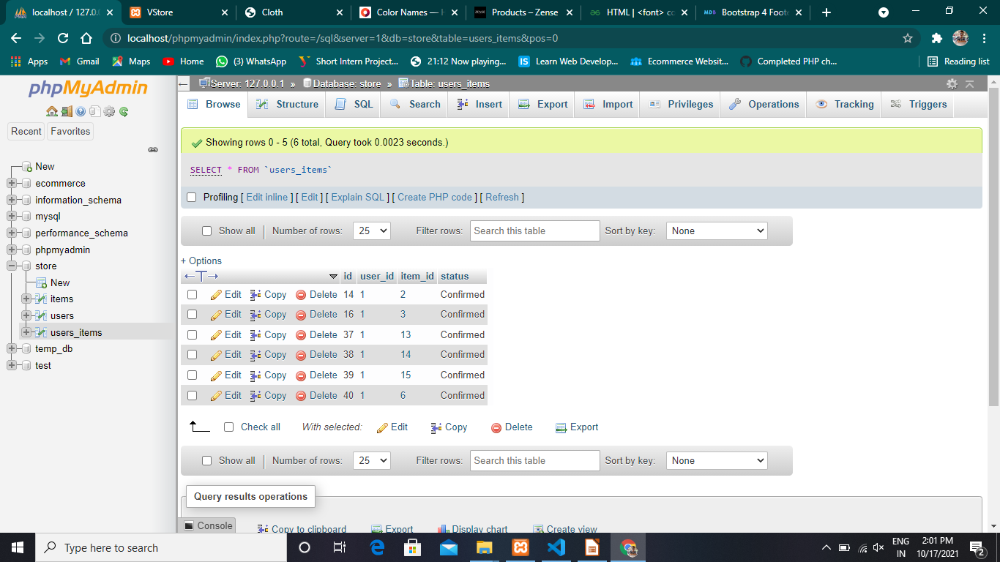 localhost / 127.0.0
VStore
Cloth
Color Names — H
Products – Zense
HTML | <font> co
Bootstrap 4 Foote
localhost/phpmyadmin/index.php?route=/sql&server=1&db=store&table=users_items&pos=0
Apps Gmail Maps Home (3) WhatsApp Short Intern Project... 21:12 Now playing... Learn Web Develop... Ecommerce Websit... Completed PHP ch... Reading list
phpMyAdmin
Recent Favorites
New
ecommerce
information_schema
mysql
performance_schema
phpmyadmin
store
New
items
users
users_items
temp_db
test
Server: 127.0.0.1 » Database: store » Table: users_items
Browse Structure SQL Search Insert Export Import Privileges Operations Tracking Triggers
Showing rows 0 - 5 (6 total, Query took 0.0023 seconds.)
SELECT * FROM `users_items`
Profiling [ Edit inline ] [ Edit ] [ Explain SQL ] [ Create PHP code ] [ Refresh ]
Show all | Number of rows: 25 Filter rows: Search this table Sort by key: None
+ Options
id user_id item_id status
Edit Copy Delete 14 1 2 Confirmed
Edit Copy Delete 16 1 3 Confirmed
Edit Copy Delete 37 1 13 Confirmed
Edit Copy Delete 38 1 14 Confirmed
Edit Copy Delete 39 1 15 Confirmed
Edit Copy Delete 40 1 6 Confirmed
Check all With selected: Edit Copy Delete Export
Show all | Number of rows: 25 Filter rows: Search this table Sort by key: None
Query results operations
Console
Copy to clipboard Export Display chart Create view
Type here to search
ENG
IN
2:01 PM
10/17/2021
2